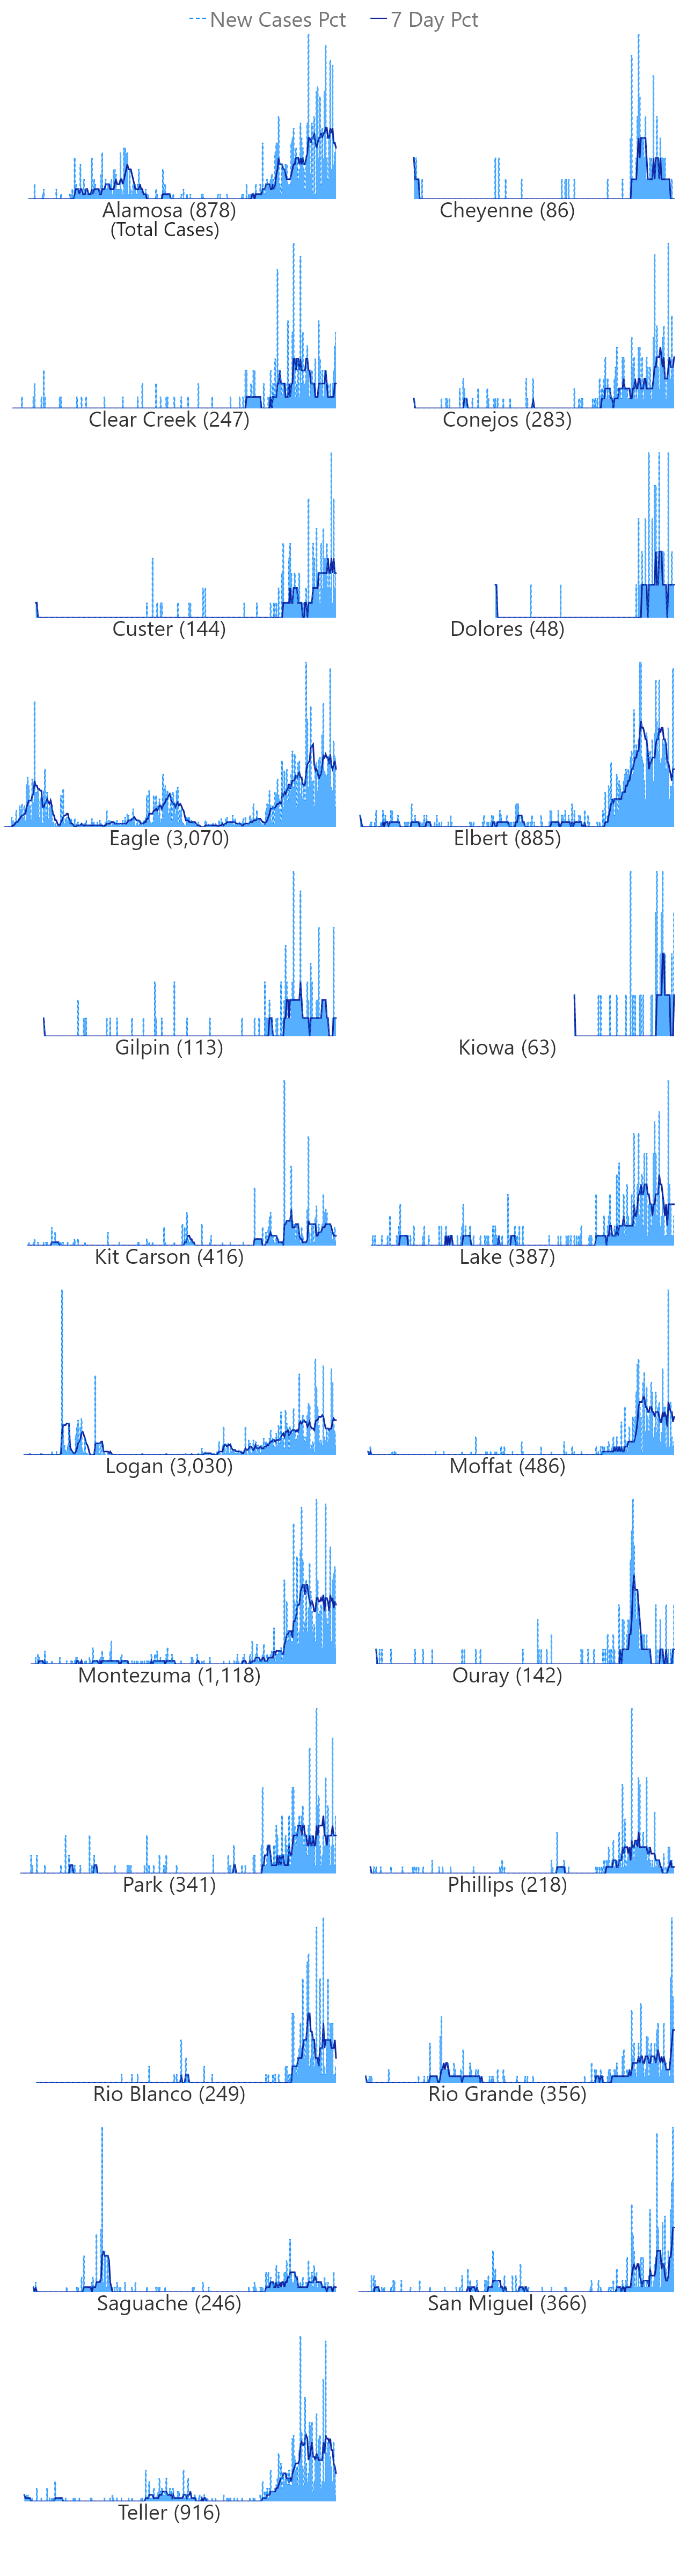 New Cases Pct 7 Day Pct
Alamosa (878) Cheyenne (86)
(Total Cases)
Clear Creek (247) Conejos (283)
Custer (144) Dolores (48)
Eagle (3,070) Elbert (885)
Gilpin (113) Kiowa (63)
Kit Carson (416) Lake (387)
Logan (3,030) Moffat (486)
Montezuma (1,118) Ouray (142)
Park (341) Phillips (218)
Rio Blanco (249) Rio Grande (356)
Saguache (246) San Miguel (366)
Teller (916)